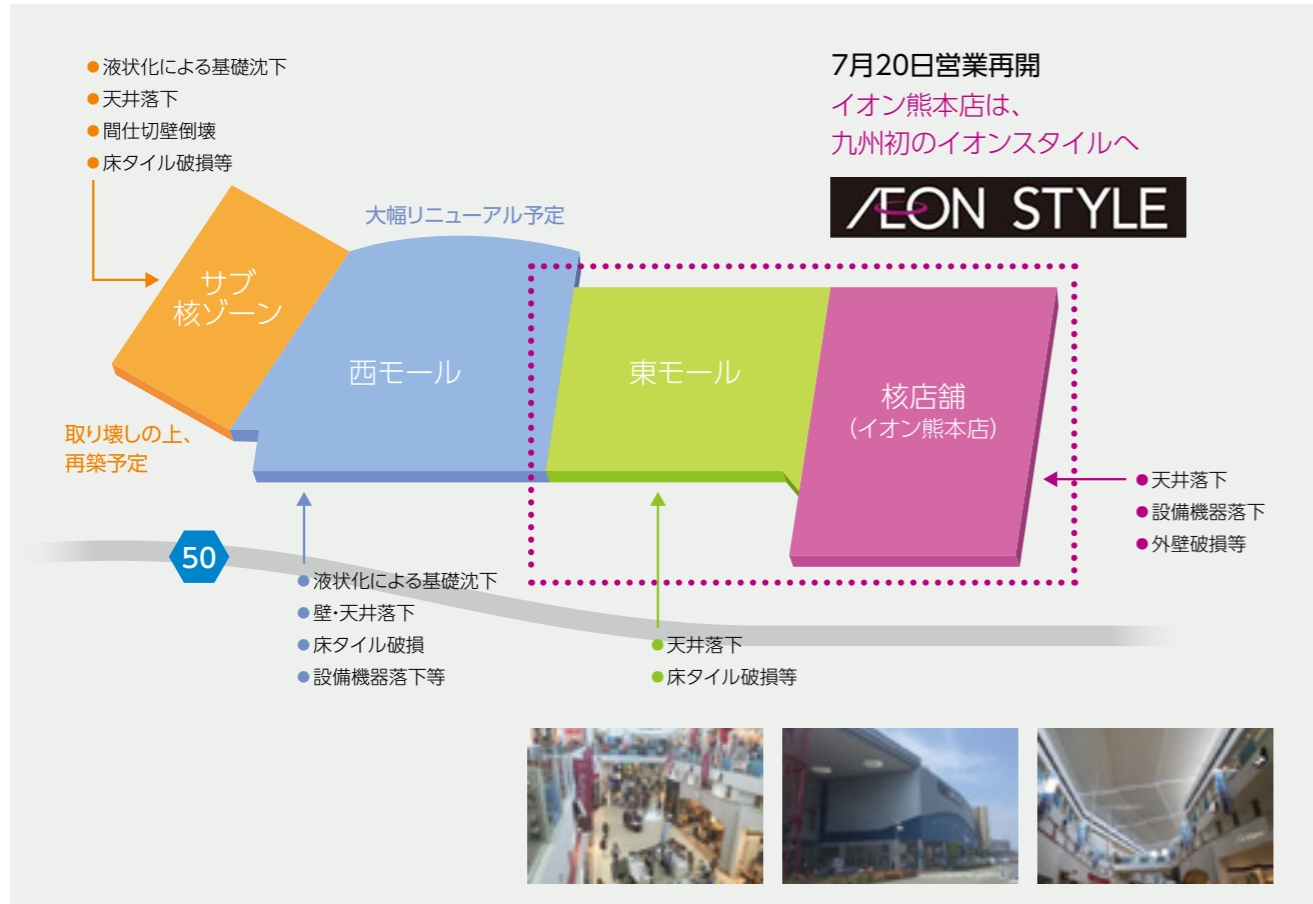 液状化による基礎沈下
天井落下
間仕切壁倒壊
床タイル破損等
7月20日営業再開
イオン熊本店は、
九州初のイオンスタイルへ
ÆON STYLE
大幅リニューアル予定
サブ
核ゾーン
西モール
東モール
核店舗
(イオン熊本店)
取り壊しの上、
再築予定
天井落下
設備機器落下
外壁破損等
50
液状化による基礎沈下
壁・天井落下
床タイル破損
設備機器落下等
天井落下
床タイル破損等